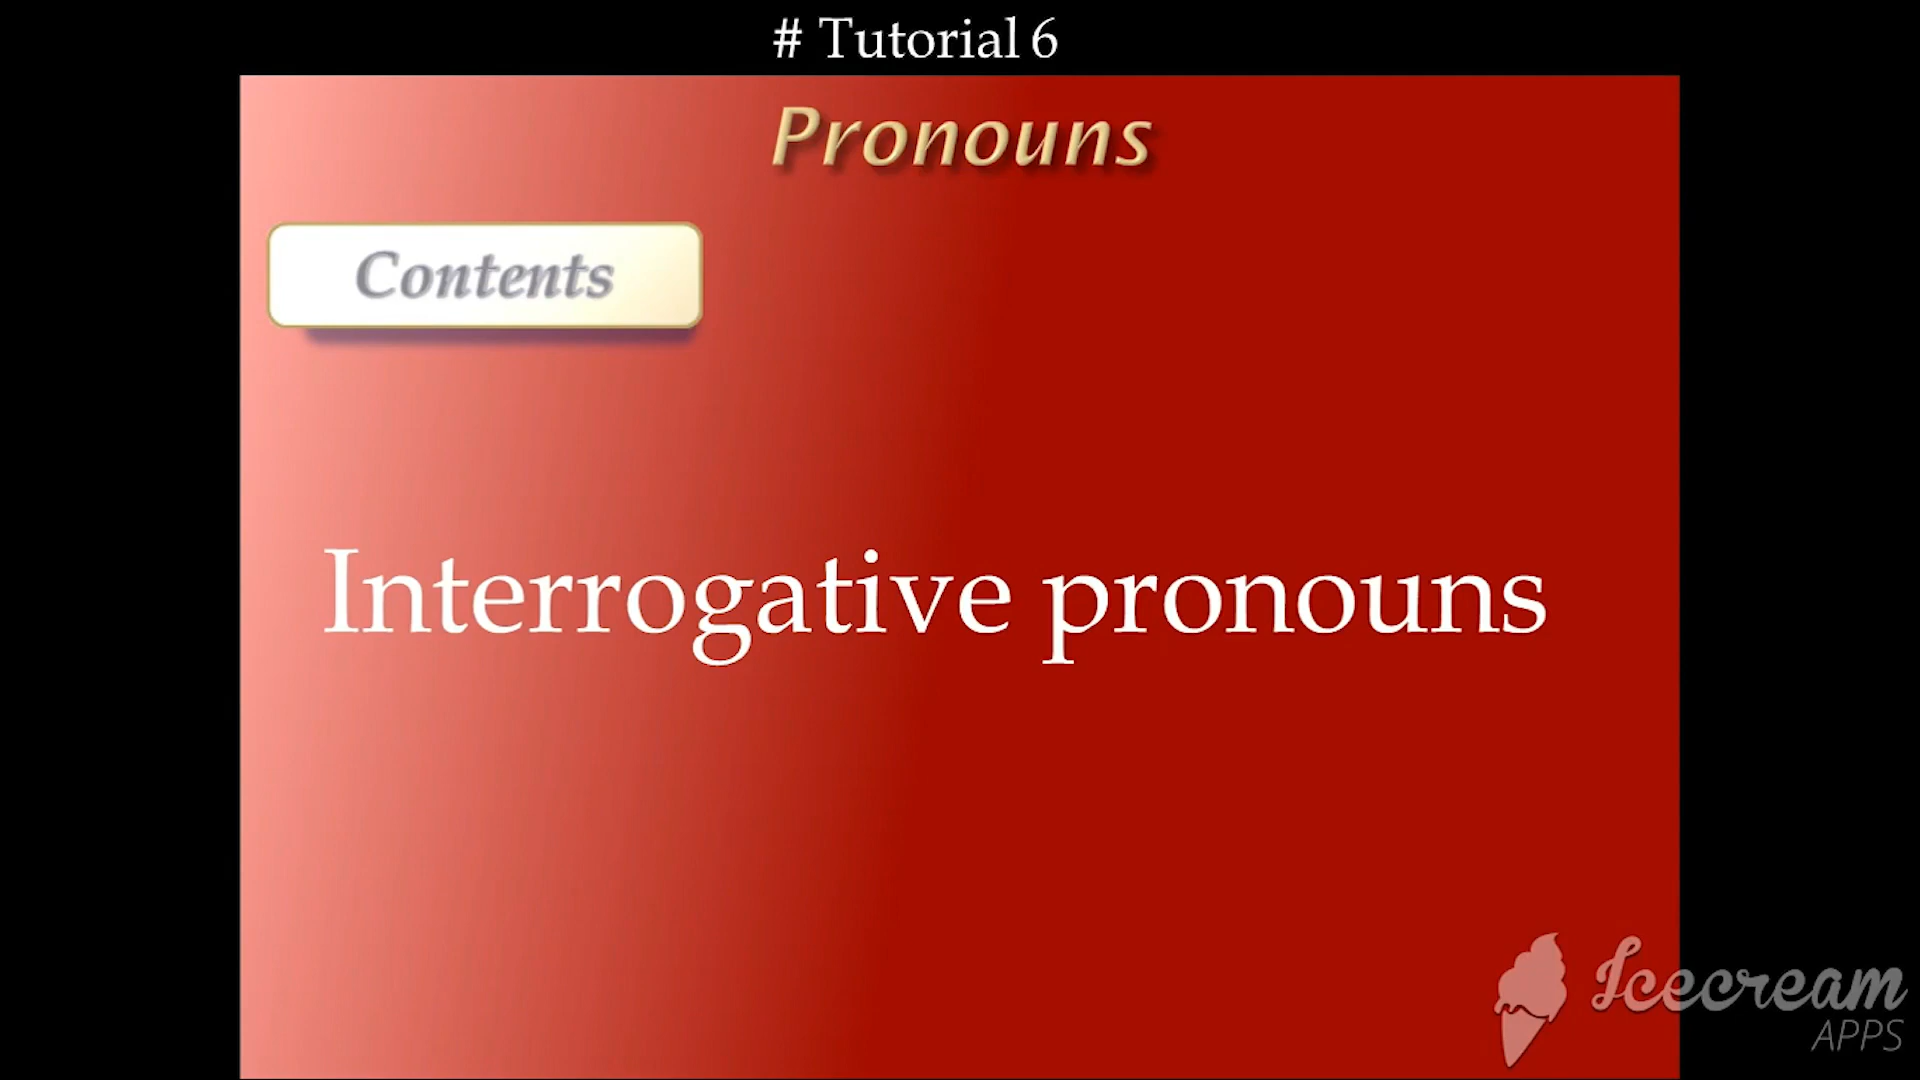 # Tutorial 6
Pronouns
Contents
Interrogative pronouns
Icecream
APPS